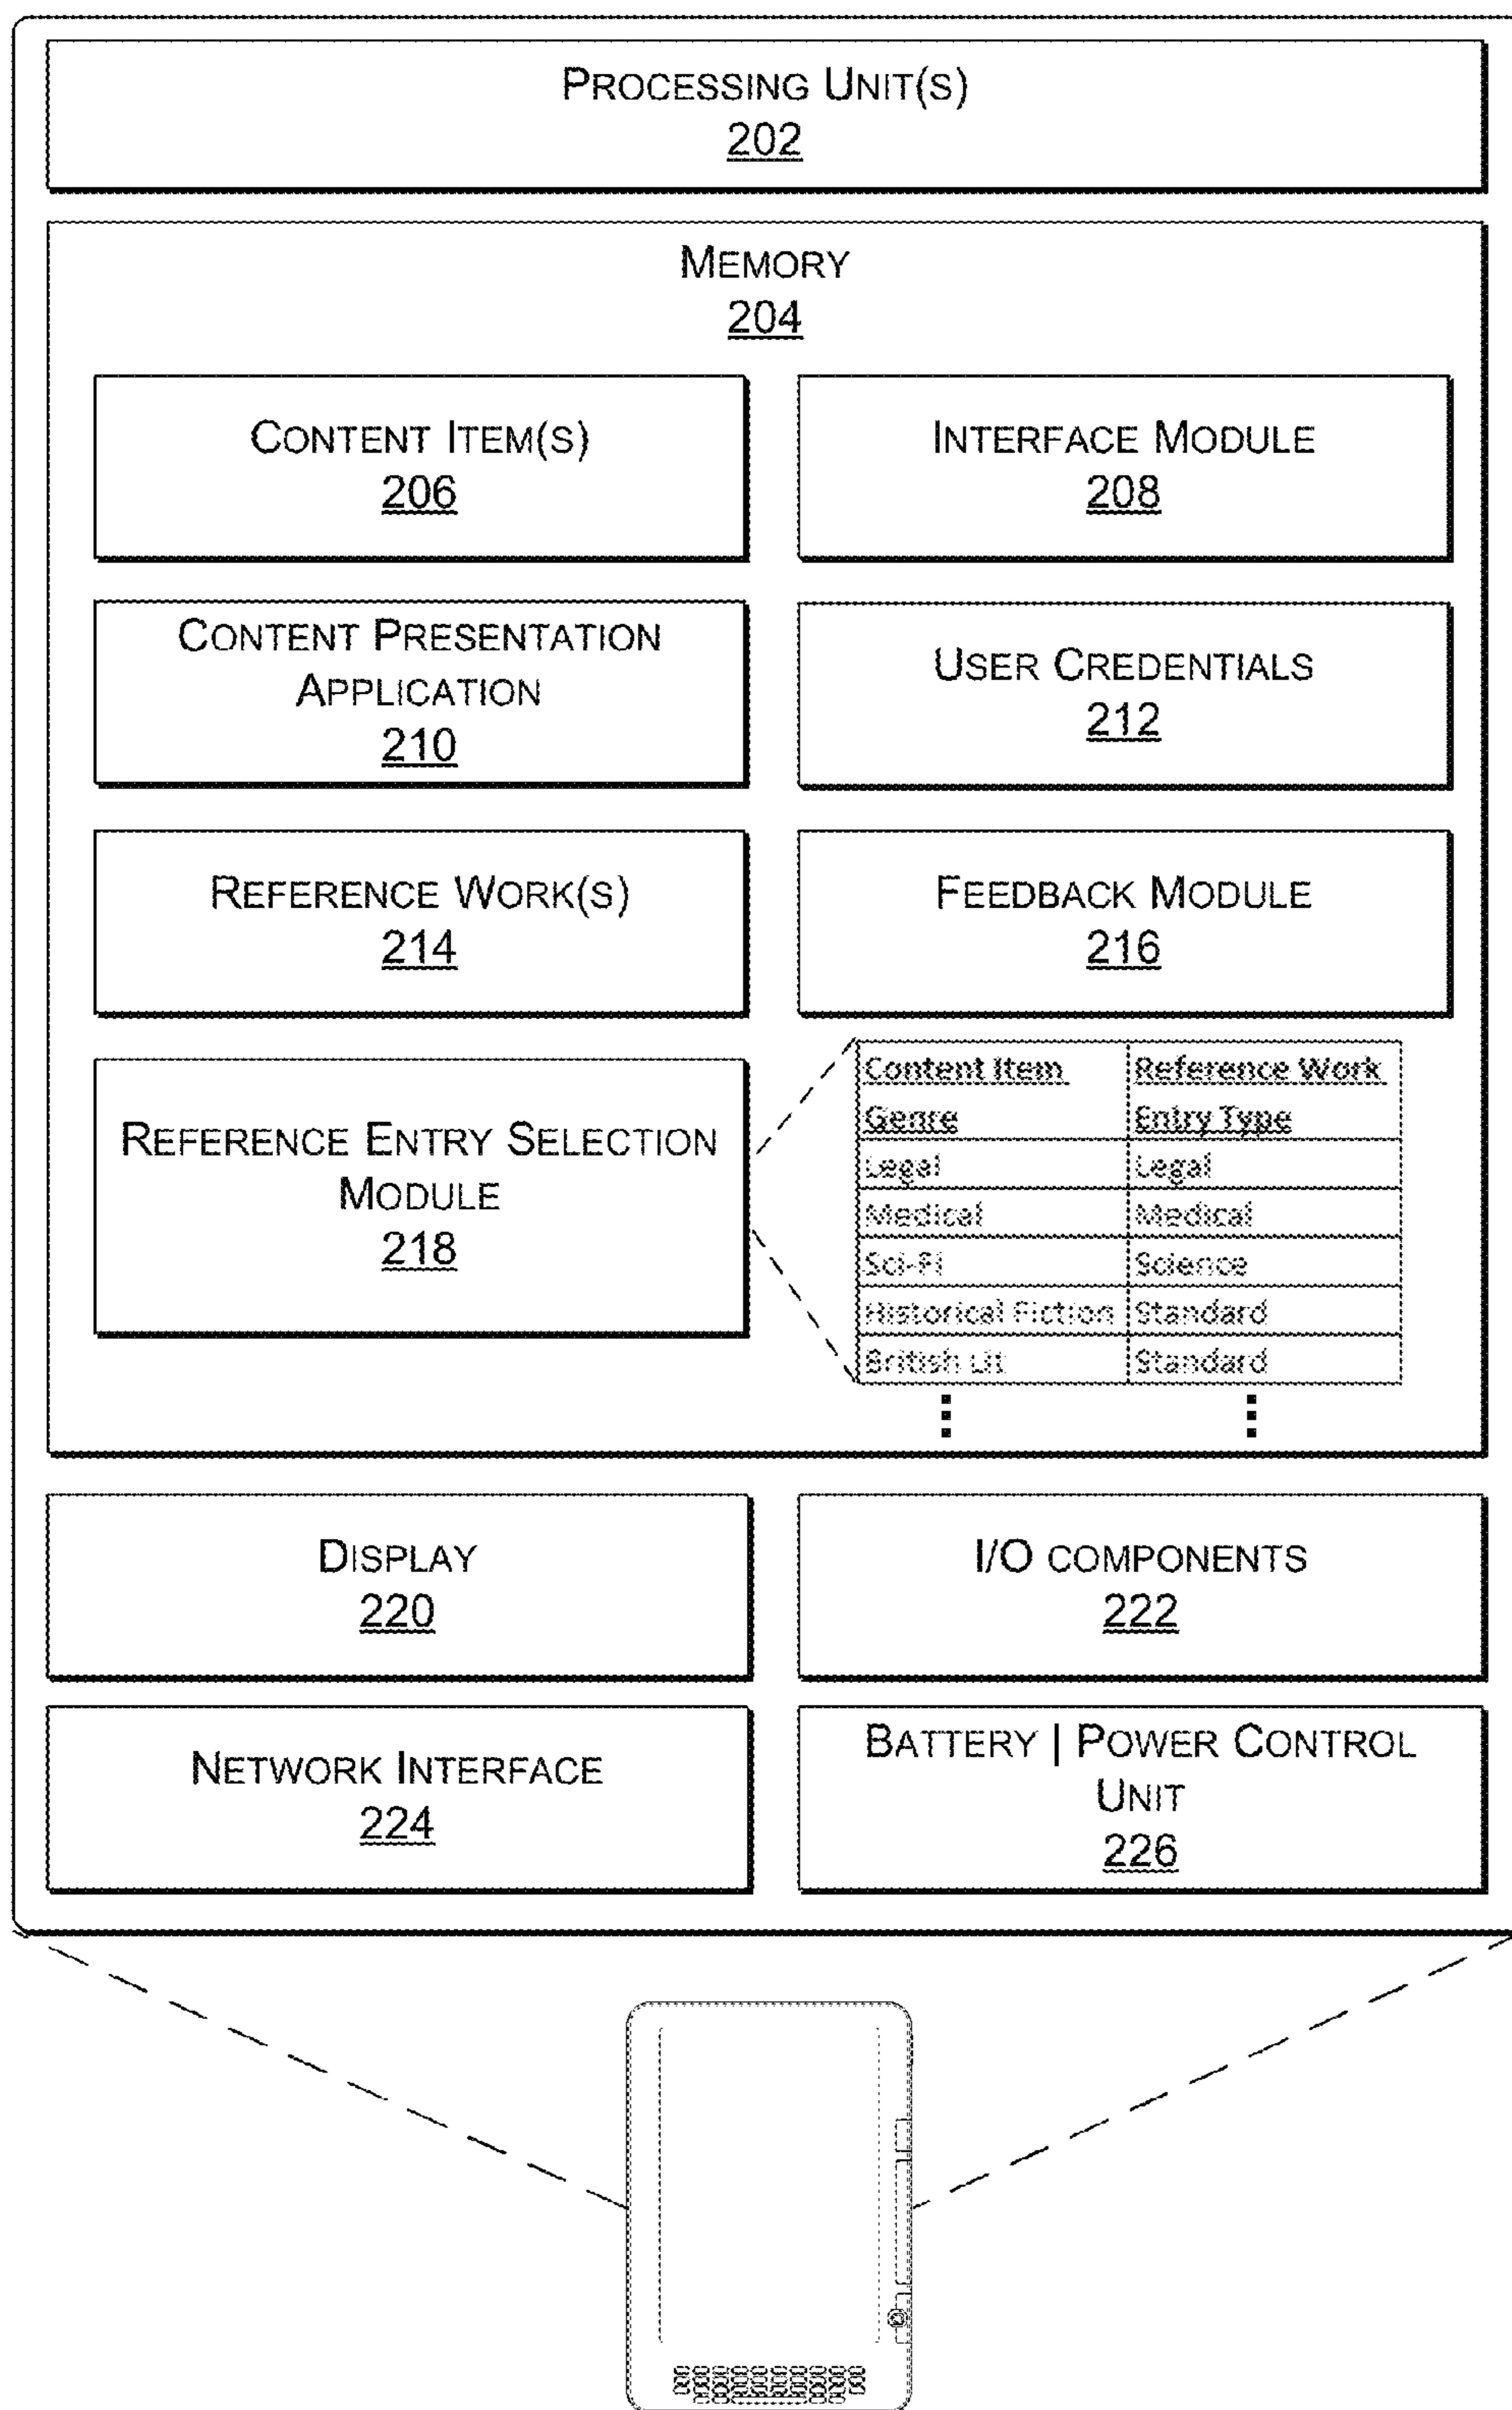 PROCESSING UNIT(S)
202
MEMORY
204
CONTENT ITEM(S)
206
INTERFACE MODULE
208
CONTENT PRESENTATION
APPLICATION
210
USER CREDENTIALS
212
REFERENCE WORK(S)
214
FEEDBACK MODULE
216
REFERENCE ENTRY SELECTION
MODULE
218
Content Item Reference Work
Genre Entry Type
Legal Legal
Medical Medical
Sci-Fi Science
Historical Fiction Standard
British Lit Standard
DISPLAY
220
I/O COMPONENTS
222
NETWORK INTERFACE
224
BATTERY | POWER CONTROL
UNIT
226